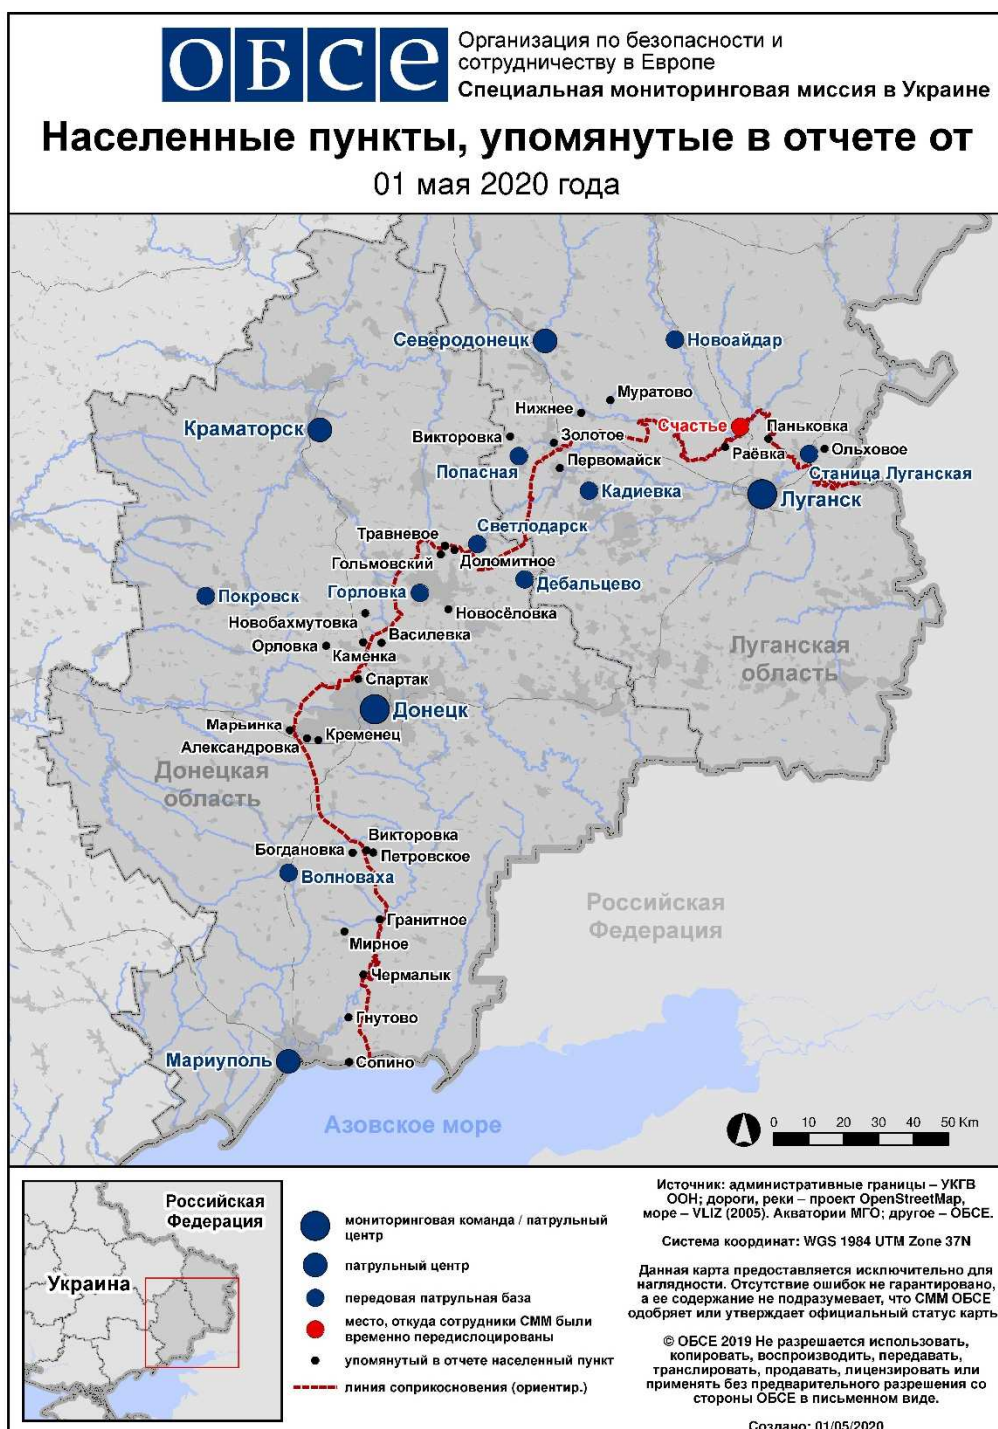 ОБСЕ
Организация по безопасности и
сотрудничеству в Европе
Специальная мониторинговая миссия в Украине
Населенные пункты, упомянутые в отчете от
01 мая 2020 года
Северодонецк
Новоайдар
Муратово
Нижнее
Краматорск
Викторовка
Золотое
Счастье
Паньковка
Попасная
Первомайск
Раёвка
Ольховое
Станица Луганская
Кадиевка
Луганск
Травневое
Светлодарск
Гольмовский
Доломитное
Покровск
Горловка
Дебальцево
Новобахмутовка
Новосёловка
Орловка
Василевка
Каменка
Луганская
область
Спартак
Донецк
Марьинка
Александровка
Кременец
Донецкая
область
Викторовка
Богдановка
Петровское
Волноваха
Российская
Федерация
Гранитное
Мирное
Чермалык
Гнутово
Мариуполь
Сопино
Азовское море
0 10 20 30 40 50 Km
Российская
Федерация
Украина
мониторинговая команда / патрульный
центр
патрульный центр
передовая патрульная база
место, откуда сотрудники СММ были
временно передислоцированы
упомянутый в отчете населенный пункт
линия соприкосновения (ориентир.)
Источник: административные границы – УКГВ
ООН; дороги, реки – проект OpenStreetMap,
море – VLIZ (2005). Акватории МГО; другое – ОБСЕ.
Система координат: WGS 1984 UTM Zone 37N
Данная карта предоставляется исключительно для
наглядности. Отсутствие ошибок не гарантировано,
а ее содержание не подразумевает, что СММ ОБСЕ
одобряет или утверждает официальный статус карты
© ОБСЕ 2019 Не разрешается использовать,
копировать, воспроизводить, передавать,
транслировать, продавать, лицензировать или
применять без предварительного разрешения со
стороны ОБСЕ в письменном виде.
Создано: 01/05/2020